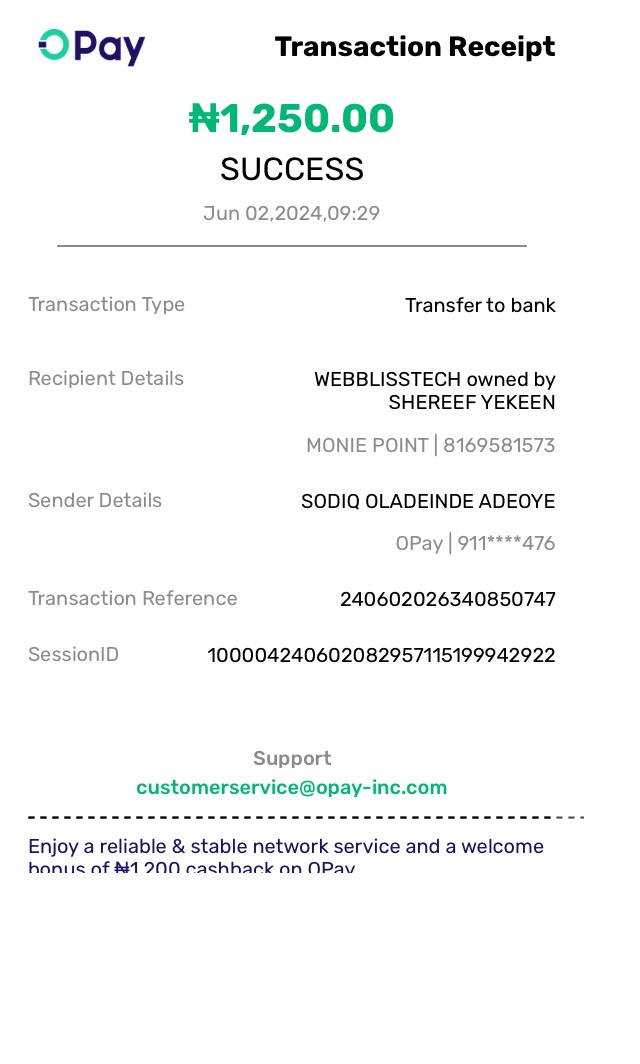 OPay
Transaction Receipt
₦1,250.00
SUCCESS
Jun 02,2024,09:29
Transaction Type
Transfer to bank
Recipient Details
WEBBLISSTECH owned by
SHEREEF YEKEEN
MONIE POINT | 8169581573
Sender Details
SODIQ OLADEINDE ADEOYE
OPay | 911****476
Transaction Reference
240602026340850747
SessionID
100004240602082957115199942922
Support
customerservice@opay-inc.com
Enjoy a reliable & stable network service and a welcome
bonus of ₦1,200 cashback on OPay